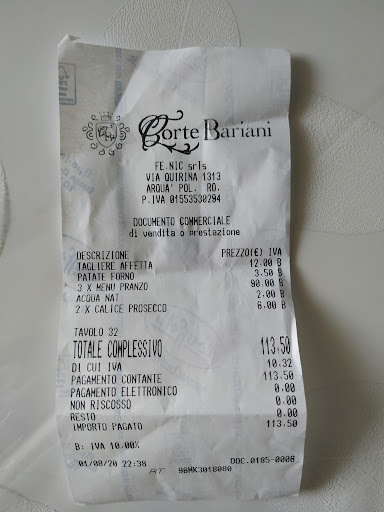 Corte Bariani
FE.NIC srls
VIA QUIRINA 1313
ARQUA' POL. RO.
P.IVA 01553530294
DOCUMENTO COMMERCIALE
di vendita o prestazione
DESCRIZIONE PREZZO(€) IVA
TAGLIERE AFFETTA 12.00 B
PATATE FORNO 3.50 B
3 X MENU PRANZO 90.00 B
ACQUA NAT 2.00 B
2 X CALICE PROSECCO 6.00 B
TAVOLO 32
TOTALE COMPLESSIVO 113.50
DI CUI IVA 10.32
PAGAMENTO CONTANTE 113.50
PAGAMENTO ELETTRONICO 0.00
NON RISCOSSO 0.00
RESTO 0.00
IMPORTO PAGATO 113.50
B: IVA 10.00%
01/08/20 22:38 DOC.0185-0006
RT 96MK3018080